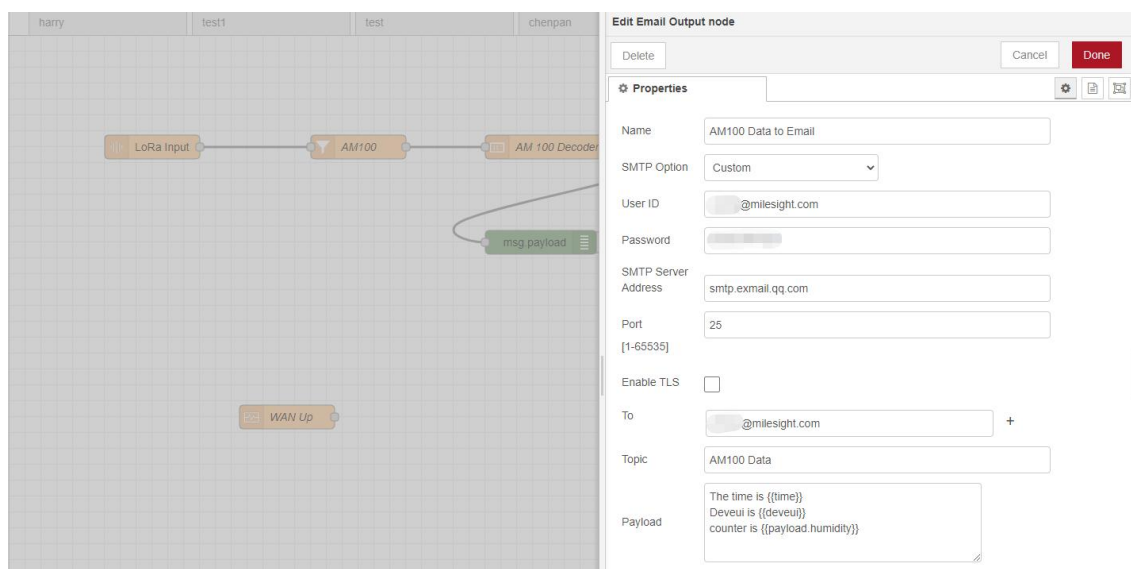 harry
test1
test
chenpan
LoRa Input
AM100
AM 100 Decoder
msg.payload
WAN Up
Edit Email Output node
Delete
Cancel
Done
Properties
Name
AM100 Data to Email
SMTP Option
Custom
User ID
@milesight.com
Password
SMTP Server
Address
smtp.exmail.qq.com
Port
25
[1-65535]
Enable TLS
To
@milesight.com
+
Topic
AM100 Data
Payload
The time is {{time}}
Deveui is {{deveui}}
counter is {{payload.humidity}}